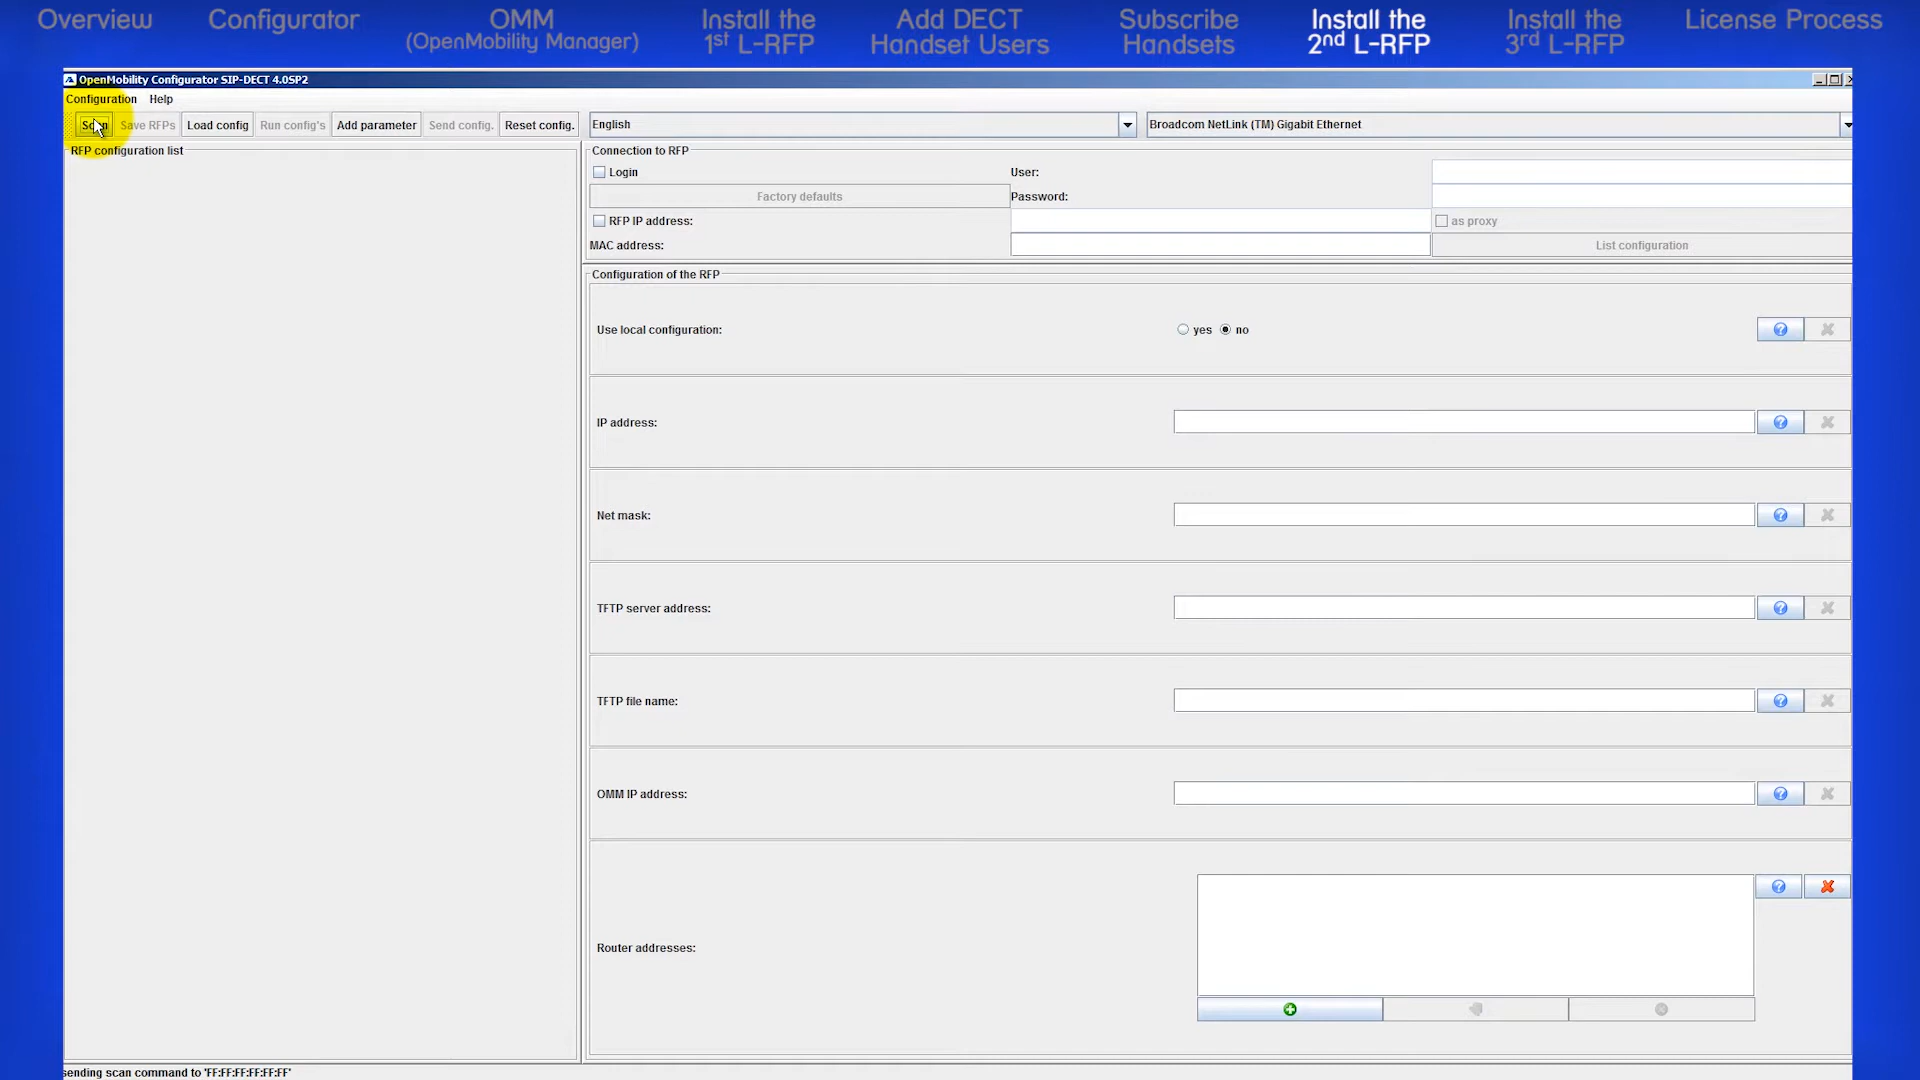 Overview
Configurator
OMM
(OpenMobility Manager)
Install the
1st L-RFP
Add DECT
Handset Users
Subscribe
Handsets
Install the
2nd L-RFP
Install the
3rd L-RFP
License Process
OpenMobility Configurator SIP-DECT 4.0SP2
Configuration Help
Scan Save RFPs Load config Run config's Add parameter Send config. Reset config. English Broadcom NetLink (TM) Gigabit Ethernet
RFP configuration list
Connection to RFP
Login User:
Factory defaults Password:
RFP IP address: as proxy
MAC address: List configuration
Configuration of the RFP
Use local configuration: yes no
IP address:
Net mask:
TFTP server address:
TFTP file name:
OMM IP address:
Router addresses:
sending scan command to 'FF:FF:FF:FF:FF:FF'